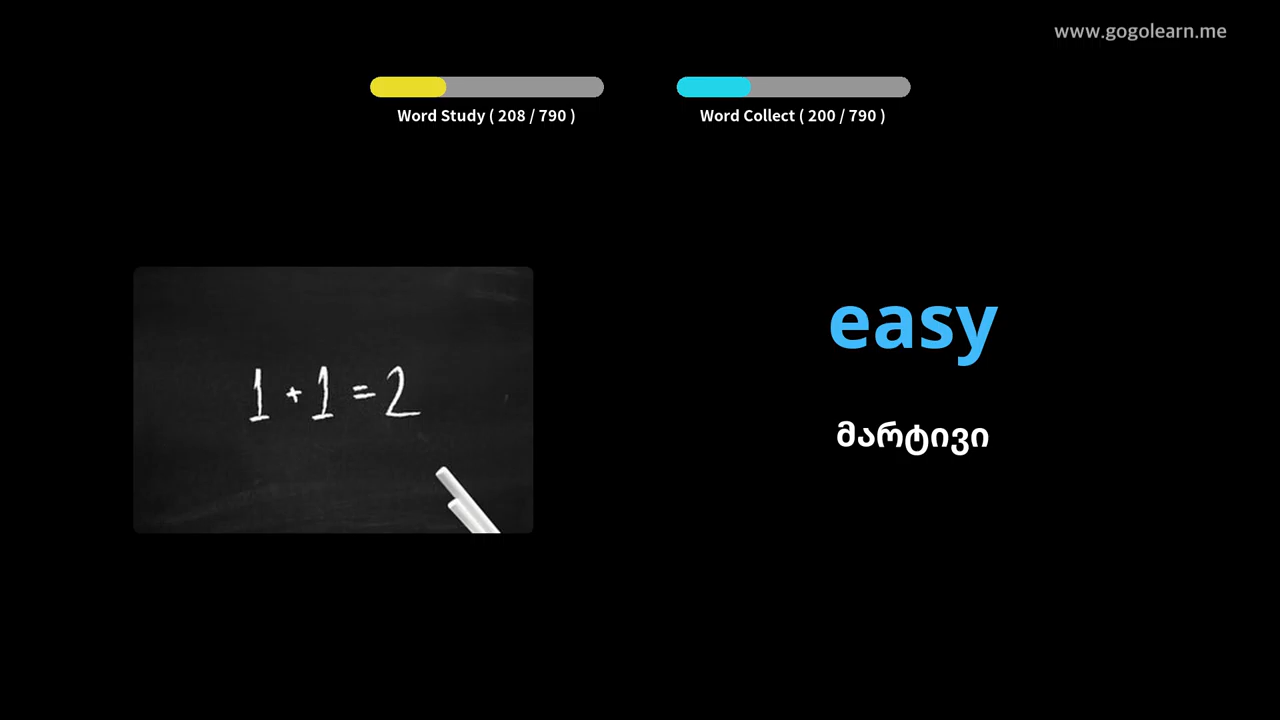 www.gogolearn.me
Word Study ( 208 / 790 )
Word Collect ( 200 / 790 )
1 + 1 = 2
easy
მარტივი